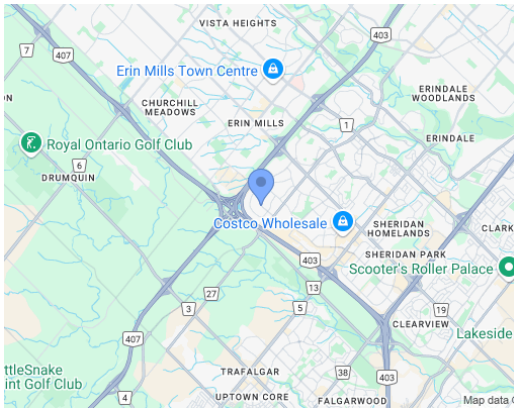 VISTA HEIGHTS
403
7
407
Erin Mills Town Centre
ERINDALE
WOODLANDS
ON
CHURCHILL
MEADOWS
ERIN MILLS
1
ERINDALE
Royal Ontario Golf Club
6
DRUMQUIN
Costco Wholesale
SHERIDAN
HOMELANDS
CLARK
403
SHERIDAN PARK
Scooter's Roller Palace
13
27
3
5
19
CLEARVIEW
407
Lakeside
TRAFALGAR
ttleSnake
int Golf Club
38
403
4
UPTOWN CORE
FALGARWOOD
Map data